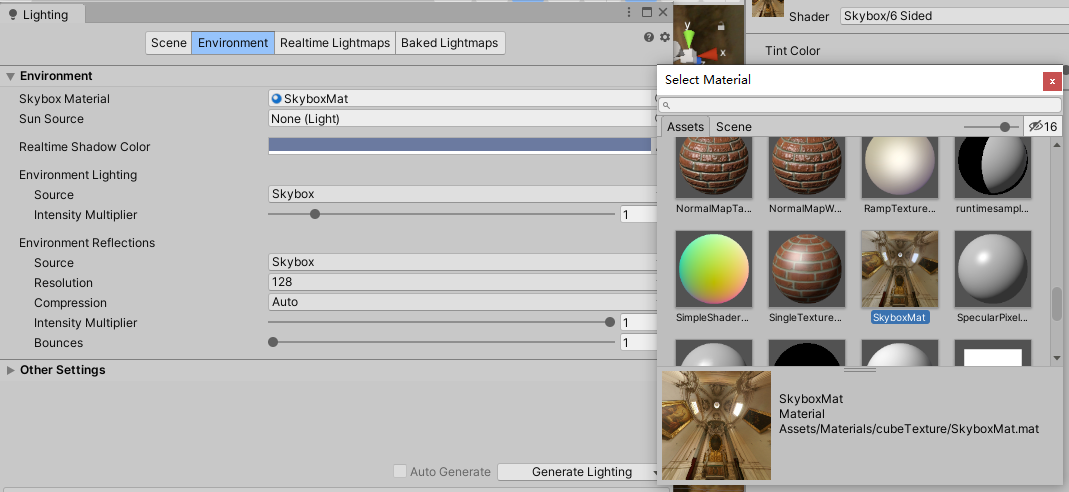 Lighting
Scene Environment Realtime Lightmaps Baked Lightmaps
Environment
Skybox Material SkyboxMat
Sun Source None (Light)
Realtime Shadow Color
Environment Lighting
Source Skybox
Intensity Multiplier 1
Environment Reflections
Source Skybox
Resolution 128
Compression Auto
Intensity Multiplier 1
Bounces 1
Other Settings
Auto Generate Generate Lighting
y
x
Shader Skybox/6 Sided
Tint Color
Select Material
x
Assets Scene 16
NormalMapTa... NormalMapW... RampTexture... runtimesampl...
SimpleShader... SingleTexture... SkyboxMat SpecularPixel...
SkyboxMat
Material
Assets/Materials/cubeTexture/SkyboxMat.mat